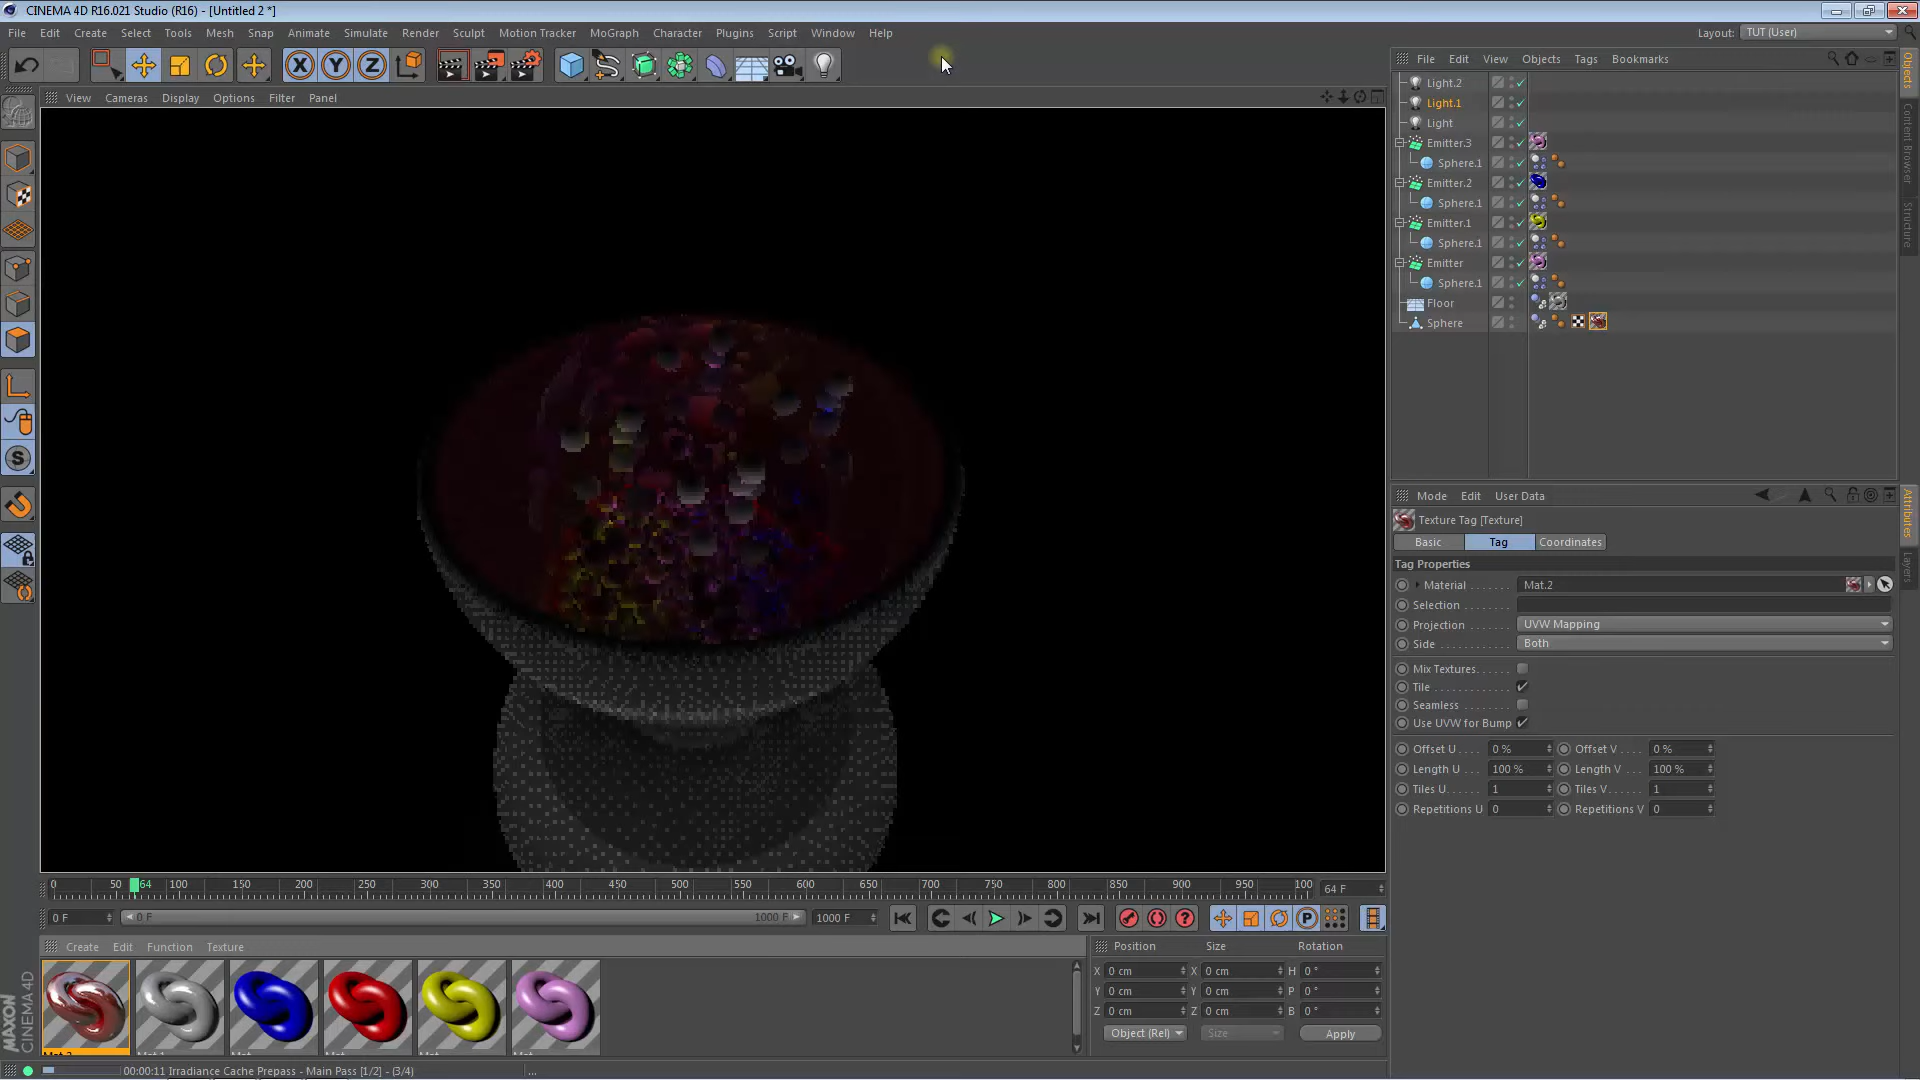 CINEMA 4D R16.021 Studio (R16) - [Untitled 2 *]
File Edit Create Select Tools Mesh Snap Animate Simulate Render Sculpt Motion Tracker MoGraph Character Plugins Script Window Help
Layout: TUT (User)
X Y Z
File Edit View Objects Tags Bookmarks
View Cameras Display Options Filter Panel
Light.2
Light.1
Light
Emitter.3
Sphere.1
Emitter.2
Sphere.1
Emitter.1
Sphere.1
Emitter
Sphere.1
Floor
Sphere
Objects
Content Browser
Structure
Mode Edit User Data
Texture Tag [Texture]
Basic Tag Coordinates
Tag Properties
Material . . . . . . . Mat.2
Selection . . . . . . . .
Projection . . . . . . . UVW Mapping
Side . . . . . . . . . . . Both
Mix Textures. . . . . .
Tile . . . . . . . . . . . .
Seamless . . . . . . . .
Use UVW for Bump
Offset U . . . . 0 % Offset V . . . . 0 %
Length U . . . 100 % Length V . . . 100 %
Tiles U. . . . . . 1 Tiles V. . . . . . 1
Repetitions U 0 Repetitions V 0
Attributes
Layers
0 50 64 100 150 200 250 300 350 400 450 500 550 600 650 700 750 800 850 900 950 100 64 F
0 F 0 F 1000 F 1000 F
Create Edit Function Texture
Position Size Rotation
X 0 cm X 0 cm H 0 °
Y 0 cm Y 0 cm P 0 °
Z 0 cm Z 0 cm B 0 °
Object (Rel) Size Apply
MAXON
CINEMA 4D
00:00:11 Irradiance Cache Prepass - Main Pass [1/2] - (3/4) ...